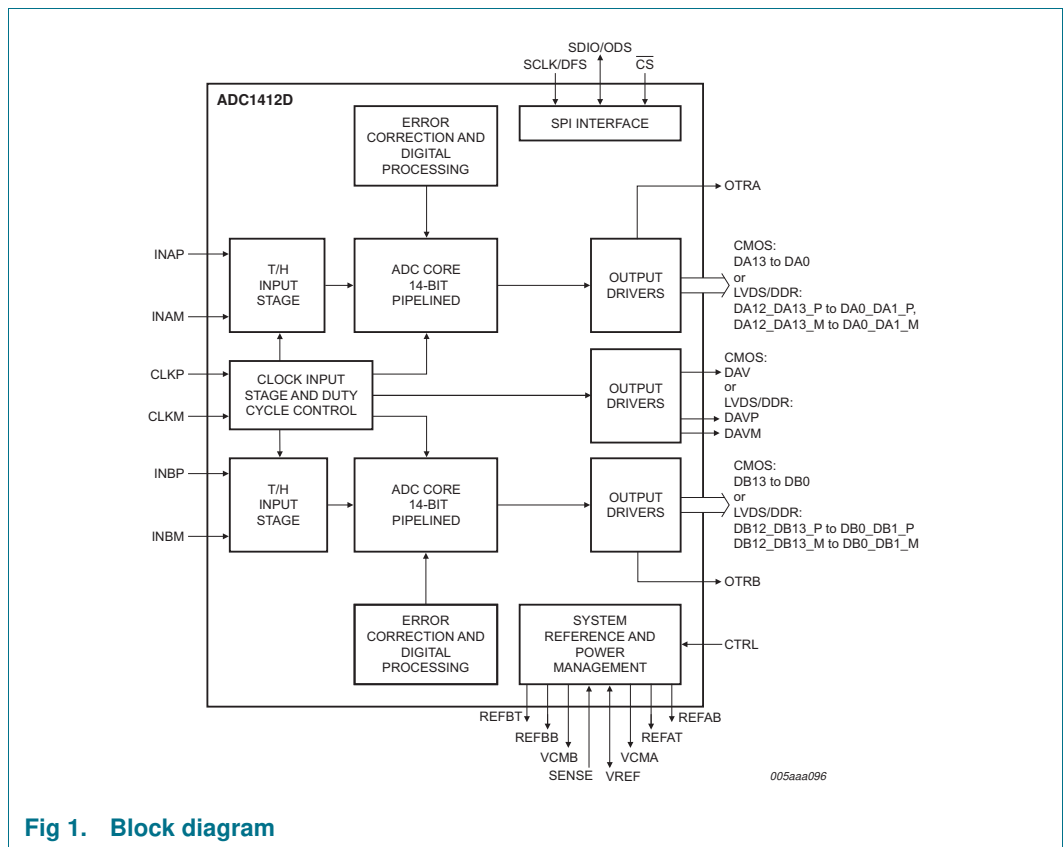 SDIO/ODS
SCLK/DFS
CS
ADC1412D
ERROR
CORRECTION AND
DIGITAL
PROCESSING
SPI INTERFACE
OTRA
INAP
INAM
T/H
INPUT
STAGE
ADC CORE
14-BIT
PIPELINED
OUTPUT
DRIVERS
CMOS:
DA13 to DA0
or
LVDS/DDR:
DA12_DA13_P to DA0_DA1_P,
DA12_DA13_M to DA0_DA1_M
CLKP
CLKM
CLOCK INPUT
STAGE AND DUTY
CYCLE CONTROL
OUTPUT
DRIVERS
CMOS:
DAV
or
LVDS/DDR:
DAVP
DAVM
INBP
INBM
T/H
INPUT
STAGE
ADC CORE
14-BIT
PIPELINED
OUTPUT
DRIVERS
CMOS:
DB13 to DB0
or
LVDS/DDR:
DB12_DB13_P to DB0_DB1_P
DB12_DB13_M to DB0_DB1_M
OTRB
ERROR
CORRECTION AND
DIGITAL
PROCESSING
SYSTEM
REFERENCE AND
POWER
MANAGEMENT
CTRL
REFBT
REFBB
VCMB
SENSE
VREF
VCMA
REFAT
REFAB
005aaa096
Fig 1. Block diagram